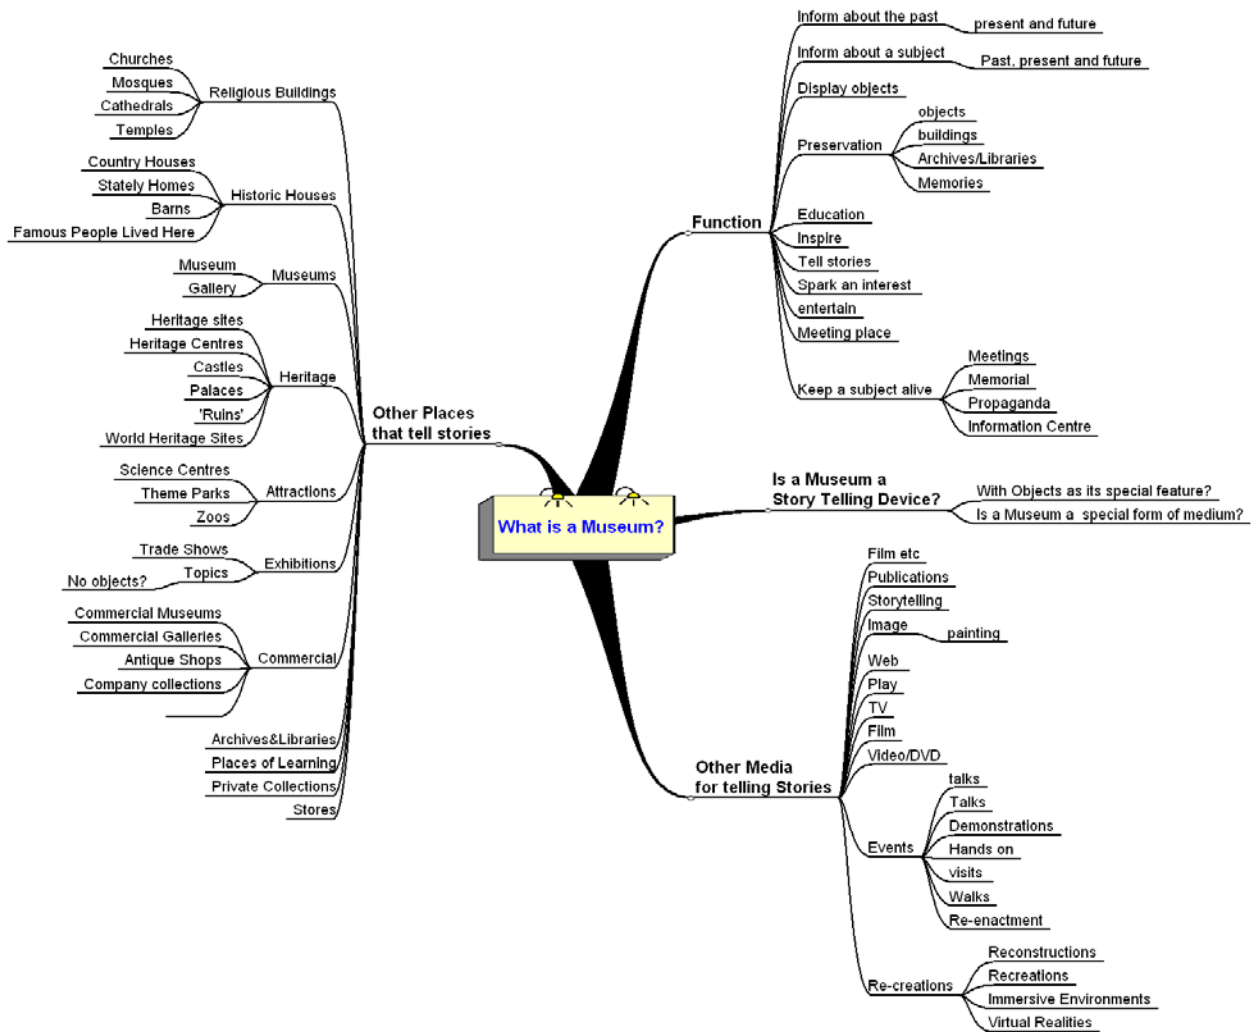 What is a Museum?
Function
Inform about the past
present and future
Inform about a subject
Past, present and future
Display objects
Preservation
objects
buildings
Archives/Libraries
Memories
Education
Inspire
Tell stories
Spark an interest
entertain
Meeting place
Keep a subject alive
Meetings
Memorial
Propaganda
Information Centre
Is a Museum a
Story Telling Device?
With Objects as its special feature?
Is a Museum a special form of medium?
Other Media
for telling Stories
Film etc
Publications
Storytelling
Image
painting
Web
Play
TV
Film
Video/DVD
Events
talks
Talks
Demonstrations
Hands on
visits
Walks
Re-enactment
Re-creations
Reconstructions
Recreations
Immersive Environments
Virtual Realities
Other Places
that tell stories
Religious Buildings
Churches
Mosques
Cathedrals
Temples
Historic Houses
Country Houses
Stately Homes
Barns
Famous People Lived Here
Museums
Museum
Gallery
Heritage
Heritage sites
Heritage Centres
Castles
Palaces
'Ruins'
World Heritage Sites
Attractions
Science Centres
Theme Parks
Zoos
Exhibitions
Trade Shows
Topics
No objects?
Commercial
Commercial Museums
Commercial Galleries
Antique Shops
Company collections
Archives&Libraries
Places of Learning
Private Collections
Stores